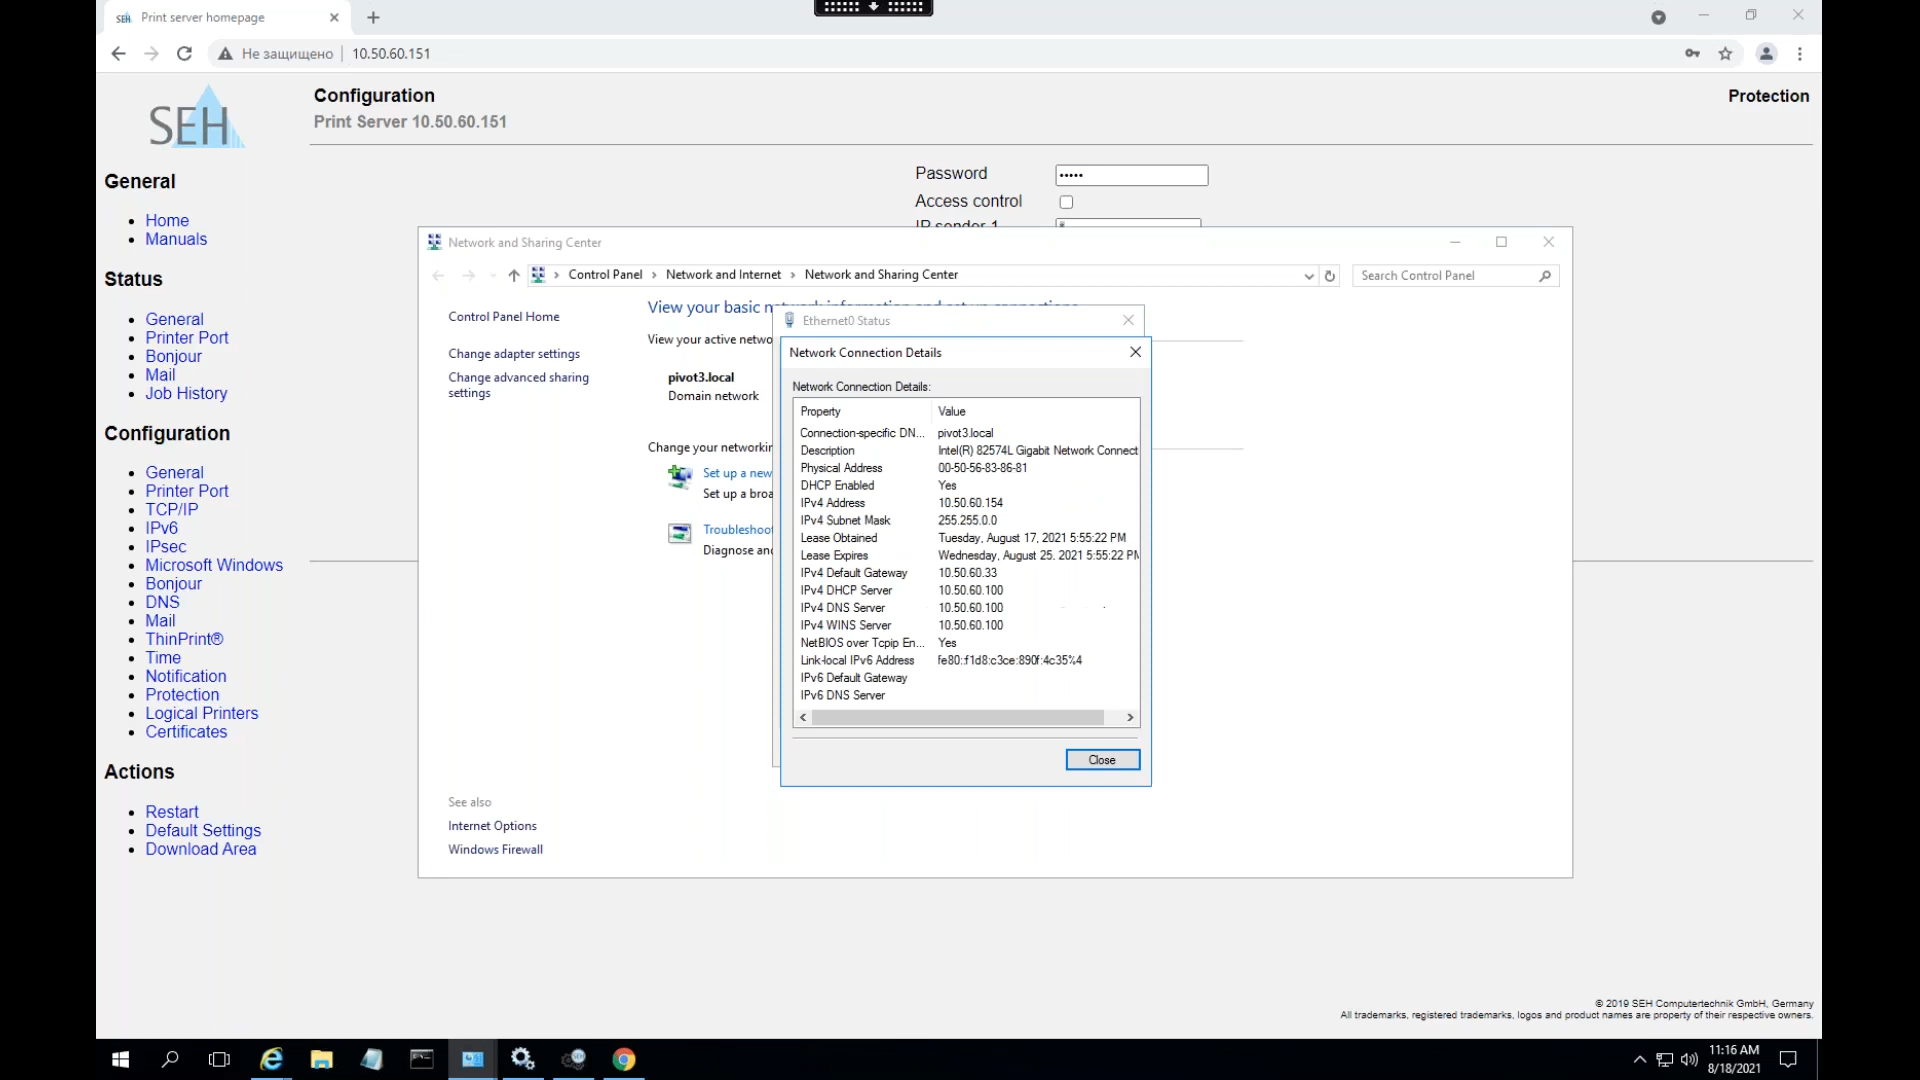 SEH Print server homepage
Не защищено 10.50.60.151
SEH
Configuration
Print Server 10.50.60.151
Protection
General
Home
Manuals
Status
General
Printer Port
Bonjour
Mail
Job History
Configuration
General
Printer Port
TCP/IP
IPv6
IPsec
Microsoft Windows
Bonjour
DNS
Mail
ThinPrint®
Time
Notification
Protection
Logical Printers
Certificates
Actions
Restart
Default Settings
Download Area
Password •••••
Access control
IP sender 1
Network and Sharing Center
Control Panel > Network and Internet > Network and Sharing Center
Search Control Panel
Control Panel Home
Change adapter settings
Change advanced sharing
settings
View your basic network information and set up connections
View your active netwo
pivot3.local
Domain network
Change your networkin
Set up a new
Set up a broa
Troubleshoot
Diagnose and
See also
Internet Options
Windows Firewall
Ethernet0 Status
Network Connection Details
Network Connection Details:
Property Value
Connection-specific DN... pivot3.local
Description Intel(R) 82574L Gigabit Network Connect
Physical Address 00-50-56-83-86-81
DHCP Enabled Yes
IPv4 Address 10.50.60.154
IPv4 Subnet Mask 255.255.0.0
Lease Obtained Tuesday, August 17, 2021 5:55:22 PM
Lease Expires Wednesday, August 25, 2021 5:55:22 PM
IPv4 Default Gateway 10.50.60.33
IPv4 DHCP Server 10.50.60.100
IPv4 DNS Server 10.50.60.100
IPv4 WINS Server 10.50.60.100
NetBIOS over Tcpip En... Yes
Link-local IPv6 Address fe80::f1d8:c3ce:890f:4c35%4
IPv6 Default Gateway
IPv6 DNS Server
Close
© 2019 SEH Computertechnik GmbH, Germany
All trademarks, registered trademarks, logos and product names are property of their respective owners.
11:16 AM
8/18/2021